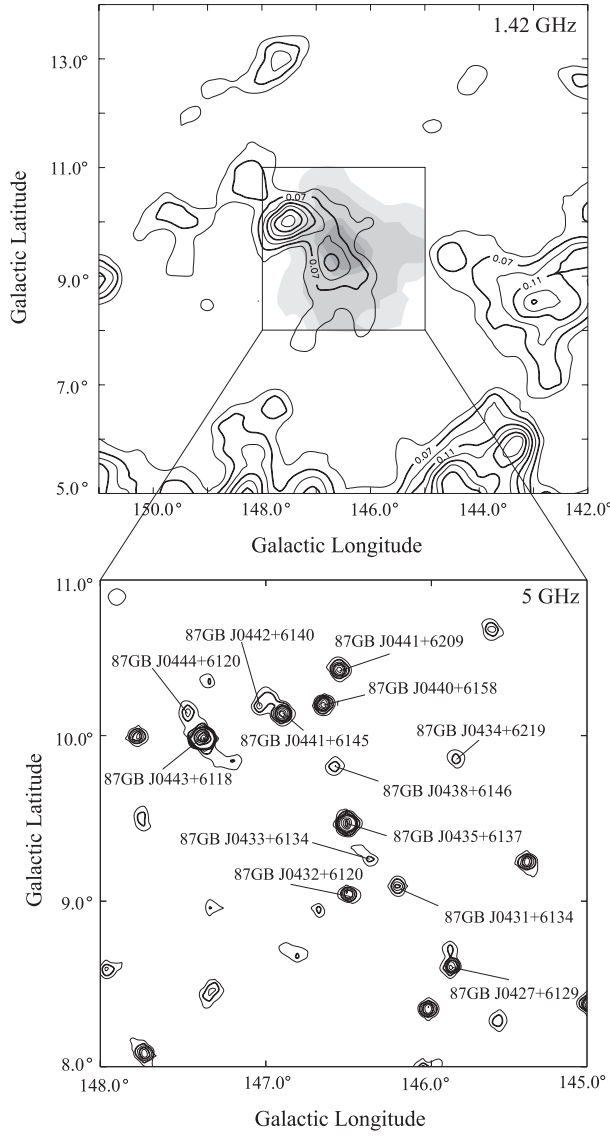 1.42 GHz
13.0°
11.0°
0.07
9.0°
0.07
0.07
0.11
7.0°
0.07
0.11
5.0°
150.0°
148.0°
146.0°
144.0°
142.0°
Galactic Latitude
Galactic Longitude
11.0°
5 GHz
87GB J0442+6140
87GB J0441+6209
87GB J0444+6120
87GB J0440+6158
87GB J0434+6219
10.0°
87GB J0441+6145
87GB J0443+6118
87GB J0438+6146
87GB J0433+6134
87GB J0435+6137
87GB J0432+6120
9.0°
87GB J0431+6134
87GB J0427+6129
8.0°
148.0°
147.0°
146.0°
145.0°
Galactic Latitude
Galactic Longitude